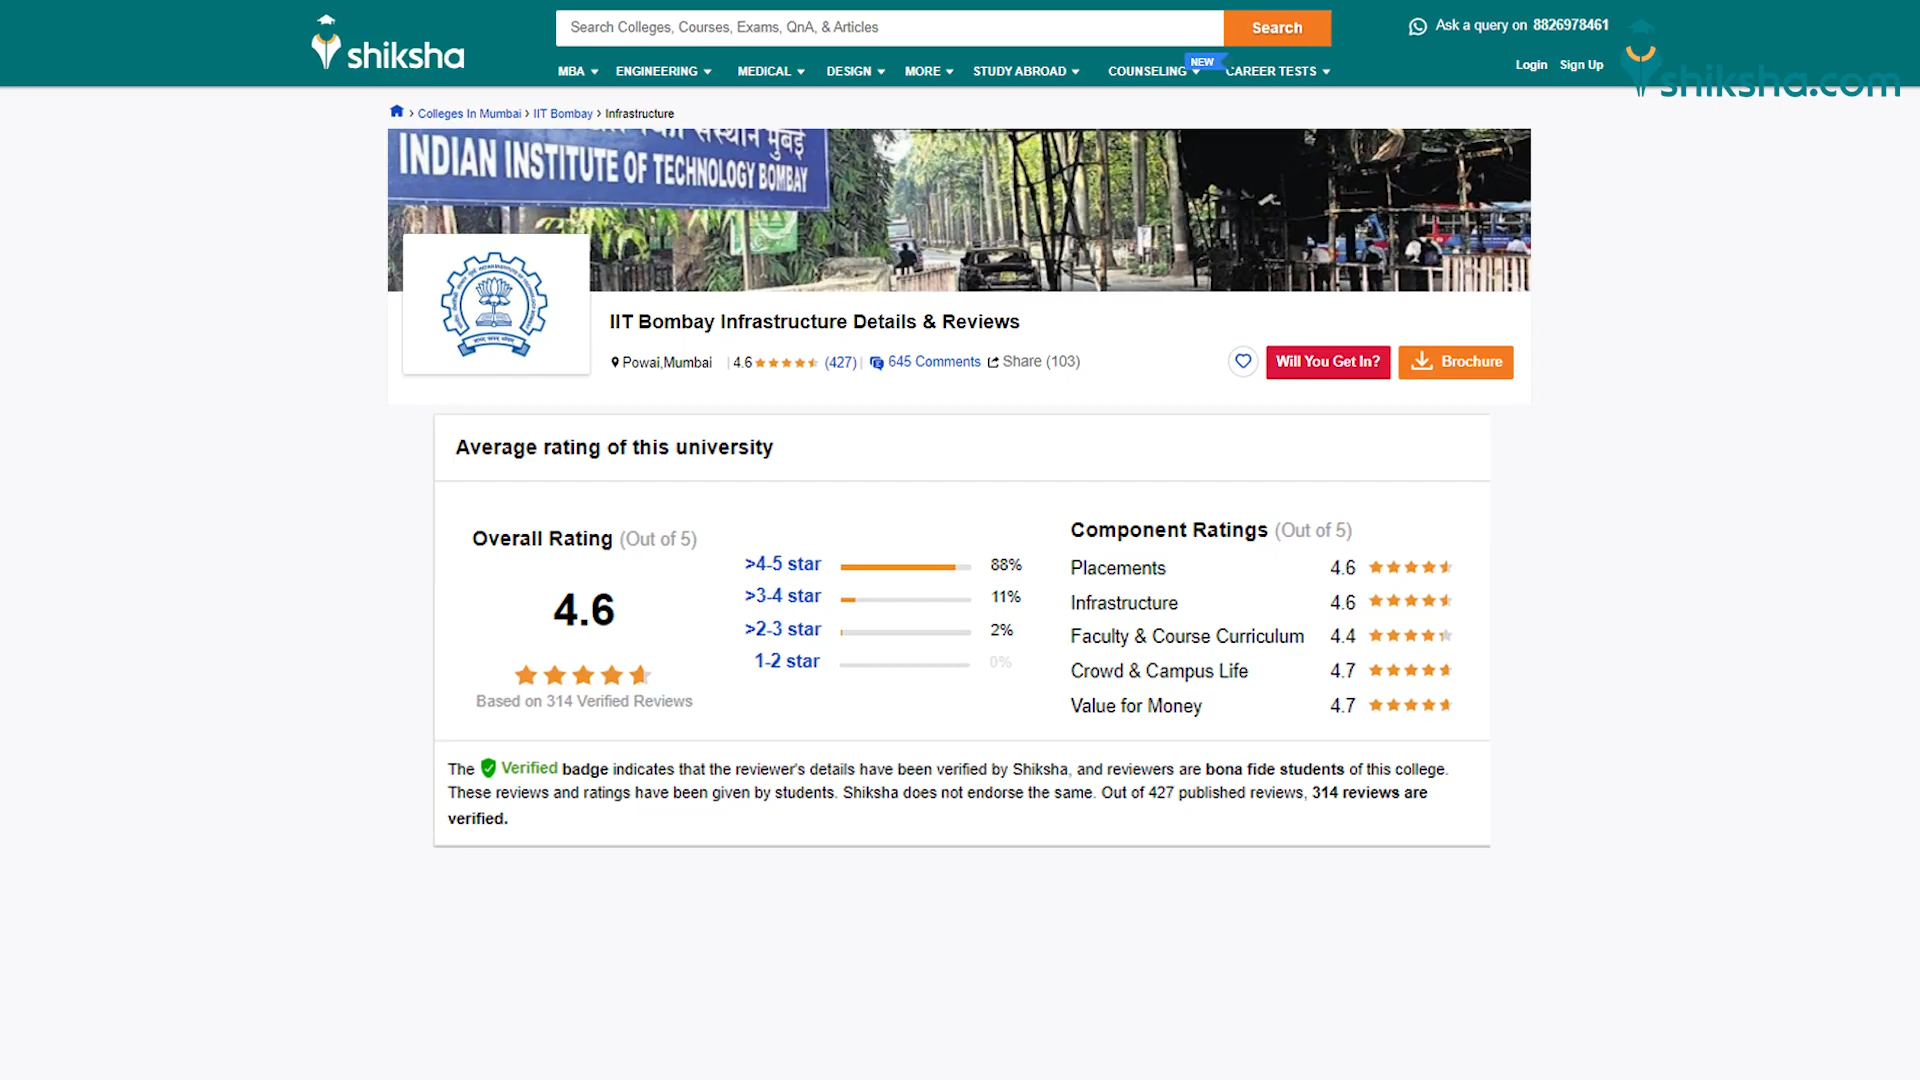 shiksha
Search Colleges, Courses, Exams, QnA, & Articles
Search
Ask a query on 8826978461
MBA
ENGINEERING
MEDICAL
DESIGN
MORE
STUDY ABROAD
COUNSELING
NEW
CAREER TESTS
Login
Sign Up
shiksha.com
› Colleges In Mumbai › IIT Bombay › Infrastructure
INDIAN INSTITUTE OF TECHNOLOGY BOMBAY
IIT Bombay Infrastructure Details & Reviews
Powai,Mumbai | 4.6 (427) | 645 Comments Share (103)
Will You Get In?
Brochure
Average rating of this university
Overall Rating (Out of 5)
4.6
Based on 314 Verified Reviews
>4-5 star 88%
>3-4 star 11%
>2-3 star 2%
1-2 star 0%
Component Ratings (Out of 5)
Placements 4.6
Infrastructure 4.6
Faculty & Course Curriculum 4.4
Crowd & Campus Life 4.7
Value for Money 4.7
The Verified badge indicates that the reviewer's details have been verified by Shiksha, and reviewers are bona fide students of this college.
These reviews and ratings have been given by students. Shiksha does not endorse the same. Out of 427 published reviews, 314 reviews are
verified.